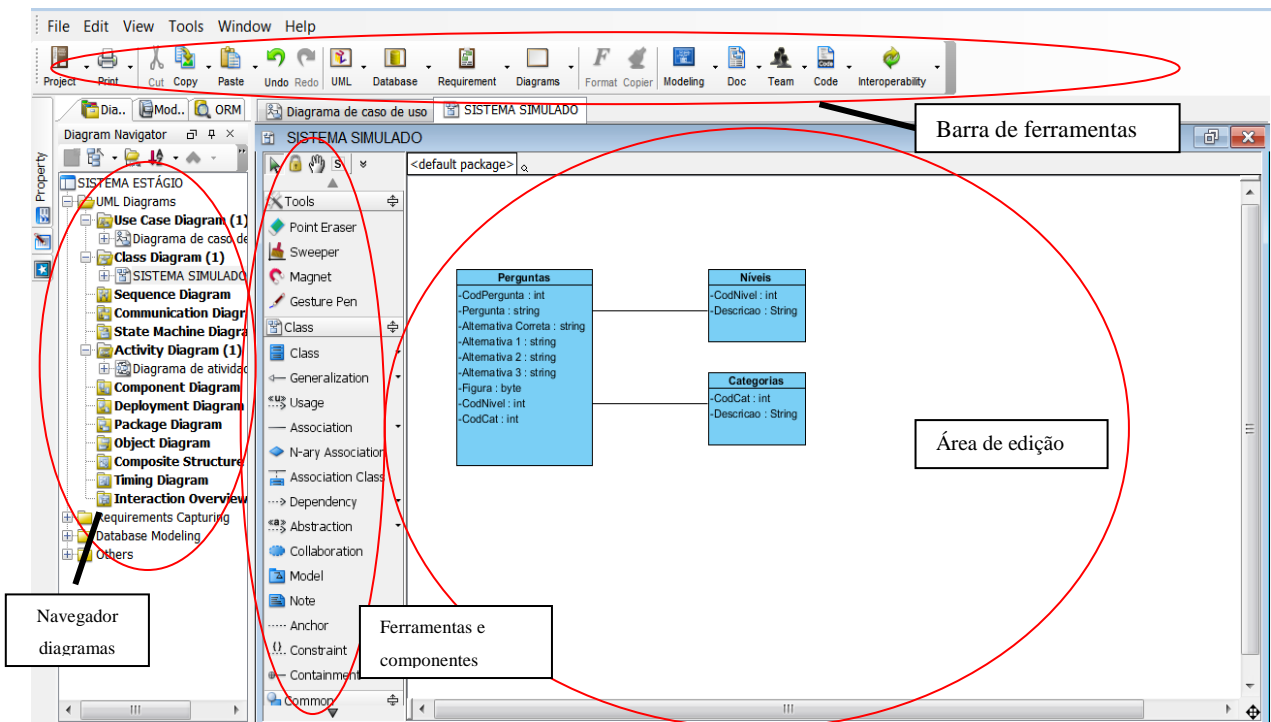 File Edit View Tools Window Help
Project Print Cut Copy Paste Undo Redo UML Database Requirement Diagrams Format Copier Modeling Doc Team Code Interoperability
Dia.. Mod.. ORM
Diagrama de caso de uso SISTEMA SIMULADO
Barra de ferramentas
Property
Diagram Navigator
SISTEMA ESTÁGIO
UML Diagrams
Use Case Diagram (1)
Diagrama de caso de
Class Diagram (1)
SISTEMA SIMULADO
Sequence Diagram
Communication Diagr
State Machine Diagra
Activity Diagram (1)
Diagrama de atividad
Component Diagram
Deployment Diagram
Package Diagram
Object Diagram
Composite Structure
Timing Diagram
Interaction Overview
Requirements Capturing
Database Modeling
Others
Navegador
diagramas
SISTEMA SIMULADO
S
<default package>
Tools
Point Eraser
Sweeper
Magnet
Gesture Pen
Class
Class
Generalization
«u» Usage
Association
N-ary Association
Association Class
Dependency
«a» Abstraction
Collaboration
Model
Note
Anchor
{}.. Constraint
Containment
Common
Ferramentas e
componentes
Perguntas
-CodPergunta : int
-Pergunta : string
-Alternativa Correta : string
-Alternativa 1 : string
-Alternativa 2 : string
-Alternativa 3 : string
-Figura : byte
-CodNivel : int
-CodCat : int
Níveis
-CodNivel : int
-Descricao : String
Categorias
-CodCat : int
-Descricao : String
Área de edição